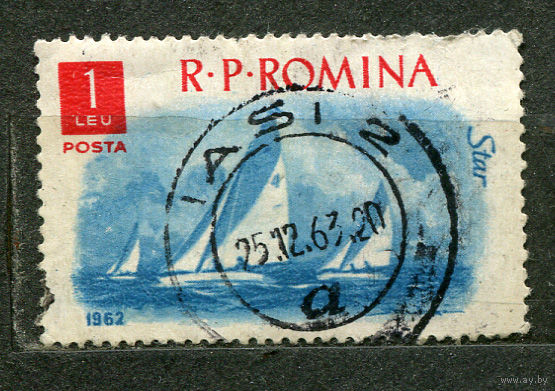 1
LEU
POSTA
R·P·ROMINA
Star
IASI 2
25.12.63.20
a
1962
www.ay.by